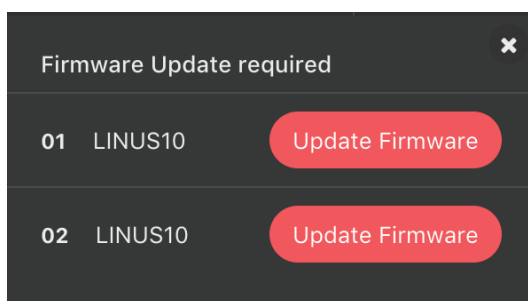 Firmware Update required
01 LINUS10 Update Firmware
02 LINUS10 Update Firmware